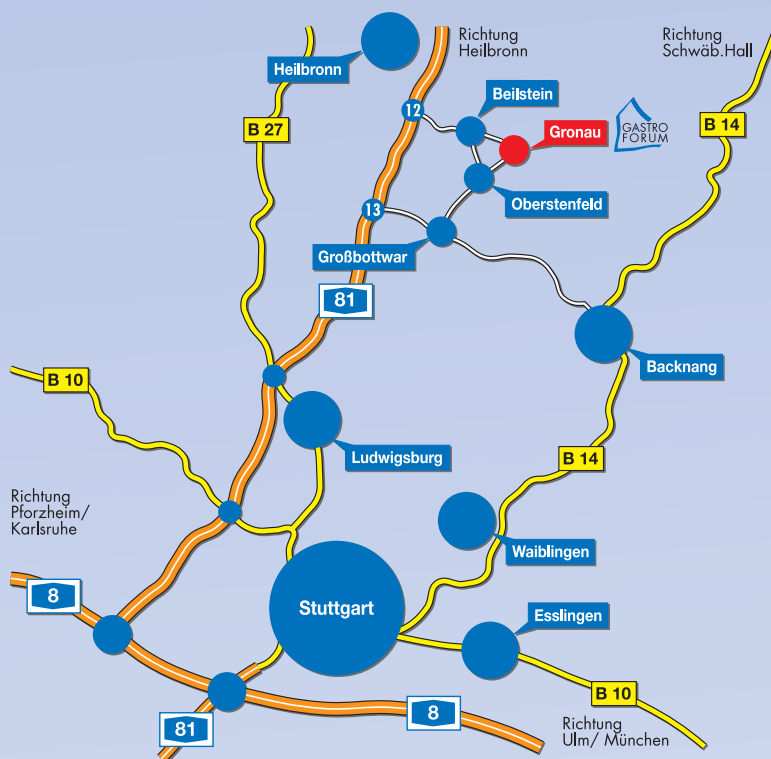 Richtung
Heilbronn
Richtung
Schwäb.Hall
Heilbronn
Beilstein
12
B 27
B 14
Gronau
GASTRO
FORUM
Oberstenfeld
13
Großbottwar
81
Backnang
B 10
Ludwigsburg
B 14
Richtung
Pforzheim/
Karlsruhe
Waiblingen
8
Stuttgart
Esslingen
B 10
8
81
Richtung
Ulm/ München